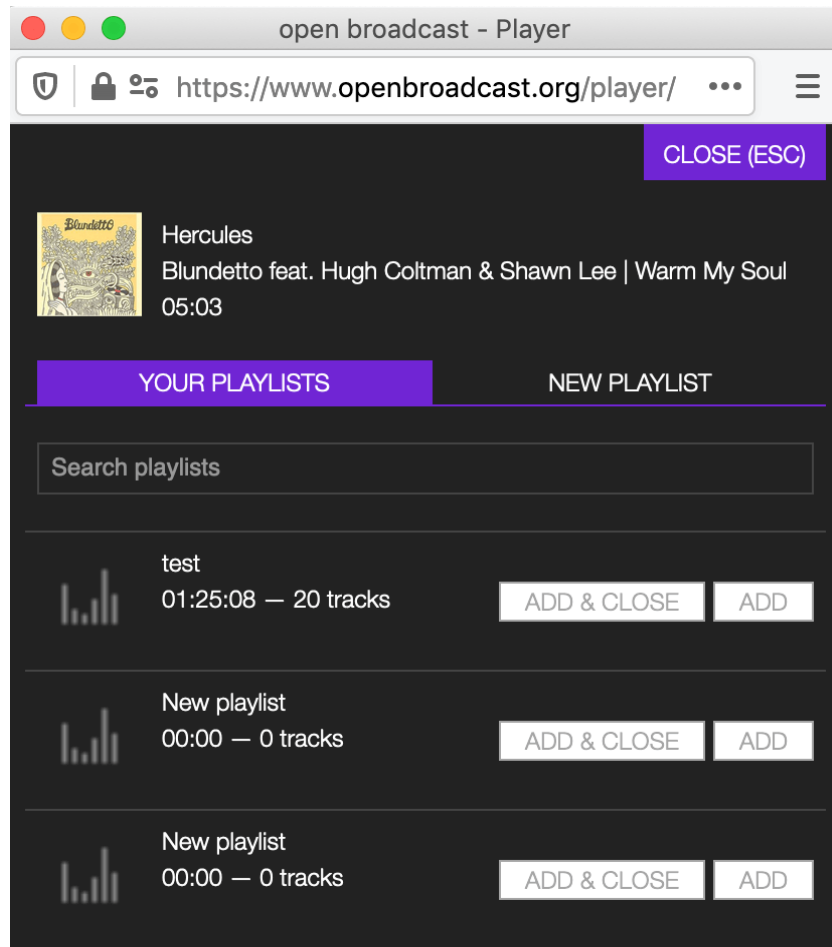 open broadcast - Player
https://www.openbroadcast.org/player/
CLOSE (ESC)
Blundetto
Hercules
Blundetto feat. Hugh Coltman & Shawn Lee | Warm My Soul
05:03
YOUR PLAYLISTS NEW PLAYLIST
Search playlists
test
01:25:08 — 20 tracks ADD & CLOSE ADD
New playlist
00:00 — 0 tracks ADD & CLOSE ADD
New playlist
00:00 — 0 tracks ADD & CLOSE ADD